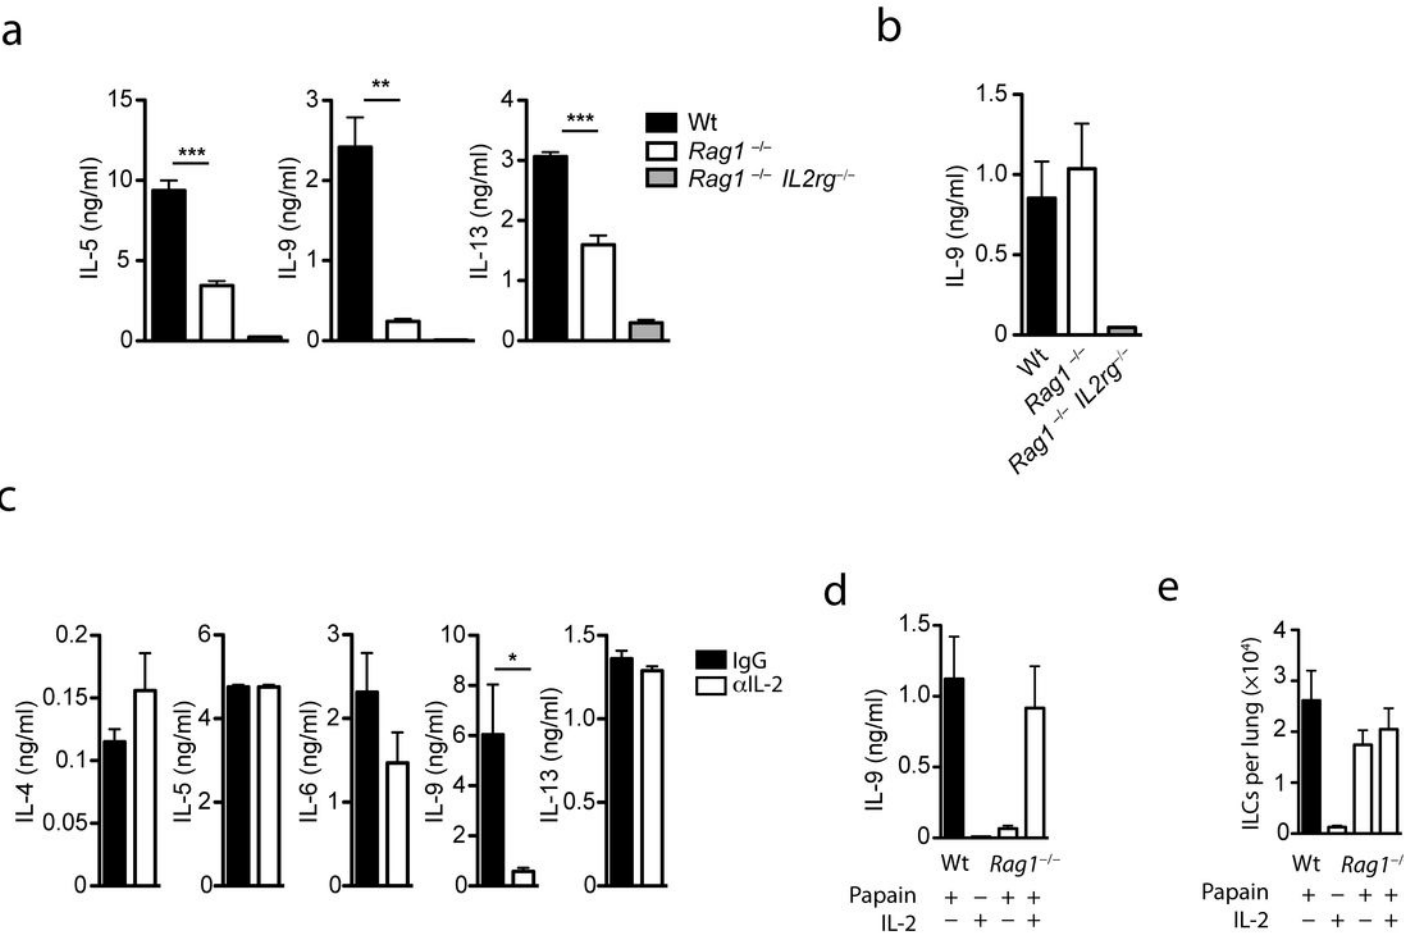 a
IL-5 (ng/ml)
15
10
5
0
***
IL-9 (ng/ml)
3
2
1
0
**
IL-13 (ng/ml)
4
3
2
1
0
***
Wt
Rag1 –/–
Rag1 –/– IL2rg–/–
b
IL-9 (ng/ml)
1.5
1.0
0.5
0
Wt
Rag1 –/–
Rag1 –/– IL2rg–/–
c
IL-4 (ng/ml)
0.2
0.15
0.1
0.05
0
IL-5 (ng/ml)
6
4
2
0
IL-6 (ng/ml)
3
2
1
0
IL-9 (ng/ml)
10
8
6
4
2
0
*
IL-13 (ng/ml)
1.5
1.0
0.5
0
IgG
αIL-2
d
IL-9 (ng/ml)
1.5
1.0
0.5
0
Wt Rag1–/–
Papain + – + +
IL-2 – + – +
e
ILCs per lung (×10⁴)
4
3
2
1
0
Wt Rag1–/
Papain + – + +
IL-2 – + – +